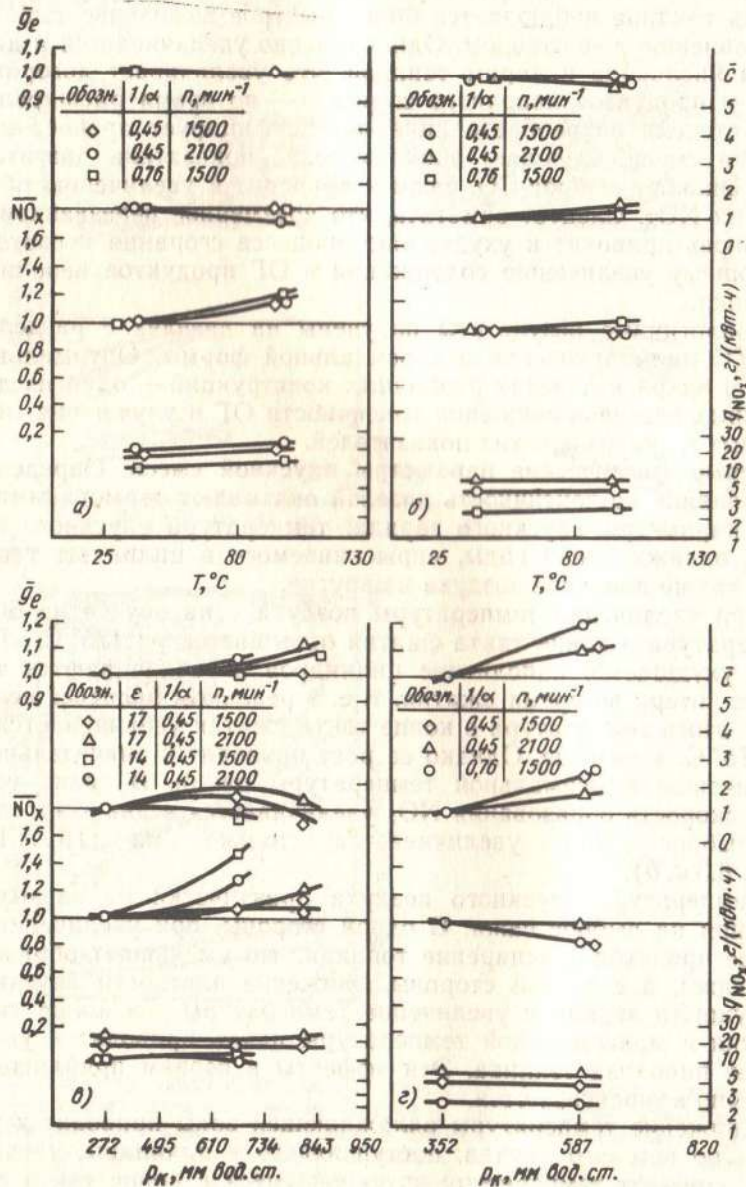 ḡe
1,1
1,0
0,9
Обозн. 1/α n, мин⁻¹
◇ 0,45 1500
○ 0,45 2100
□ 0,76 1500
NOx
1,6
1,4
1,2
1,0
0,8
0,6
0,4
0,2
а)
25 80 130
T, °C
c̄
5
4
3
2
1
0
Обозн. 1/α n, мин⁻¹
○ 0,45 1500
△ 0,45 2100
□ 0,76 1500
gNOx, г/(квт·ч)
30
20
10
5
3
2
1
б)
25 80 130
T, °C
ḡe
1,2
1,1
1,0
0,9
Обозн. ε 1/α n, мин⁻¹
◇ 17 0,45 1500
△ 17 0,45 2100
□ 14 0,45 1500
○ 14 0,45 2100
NOx
1,6
1,4
1,2
1,0
0,8
0,6
0,4
0,2
в)
272 495 610 734 843 950
pк, мм вод. ст.
c̄
5
4
3
2
1
0
Обозн. 1/α n, мин⁻¹
◇ 0,45 1500
△ 0,45 2100
○ 0,76 1500
gNOx, г/(квт·ч)
30
20
10
5
3
2
1
г)
352 587 820
pк, мм вод. ст.